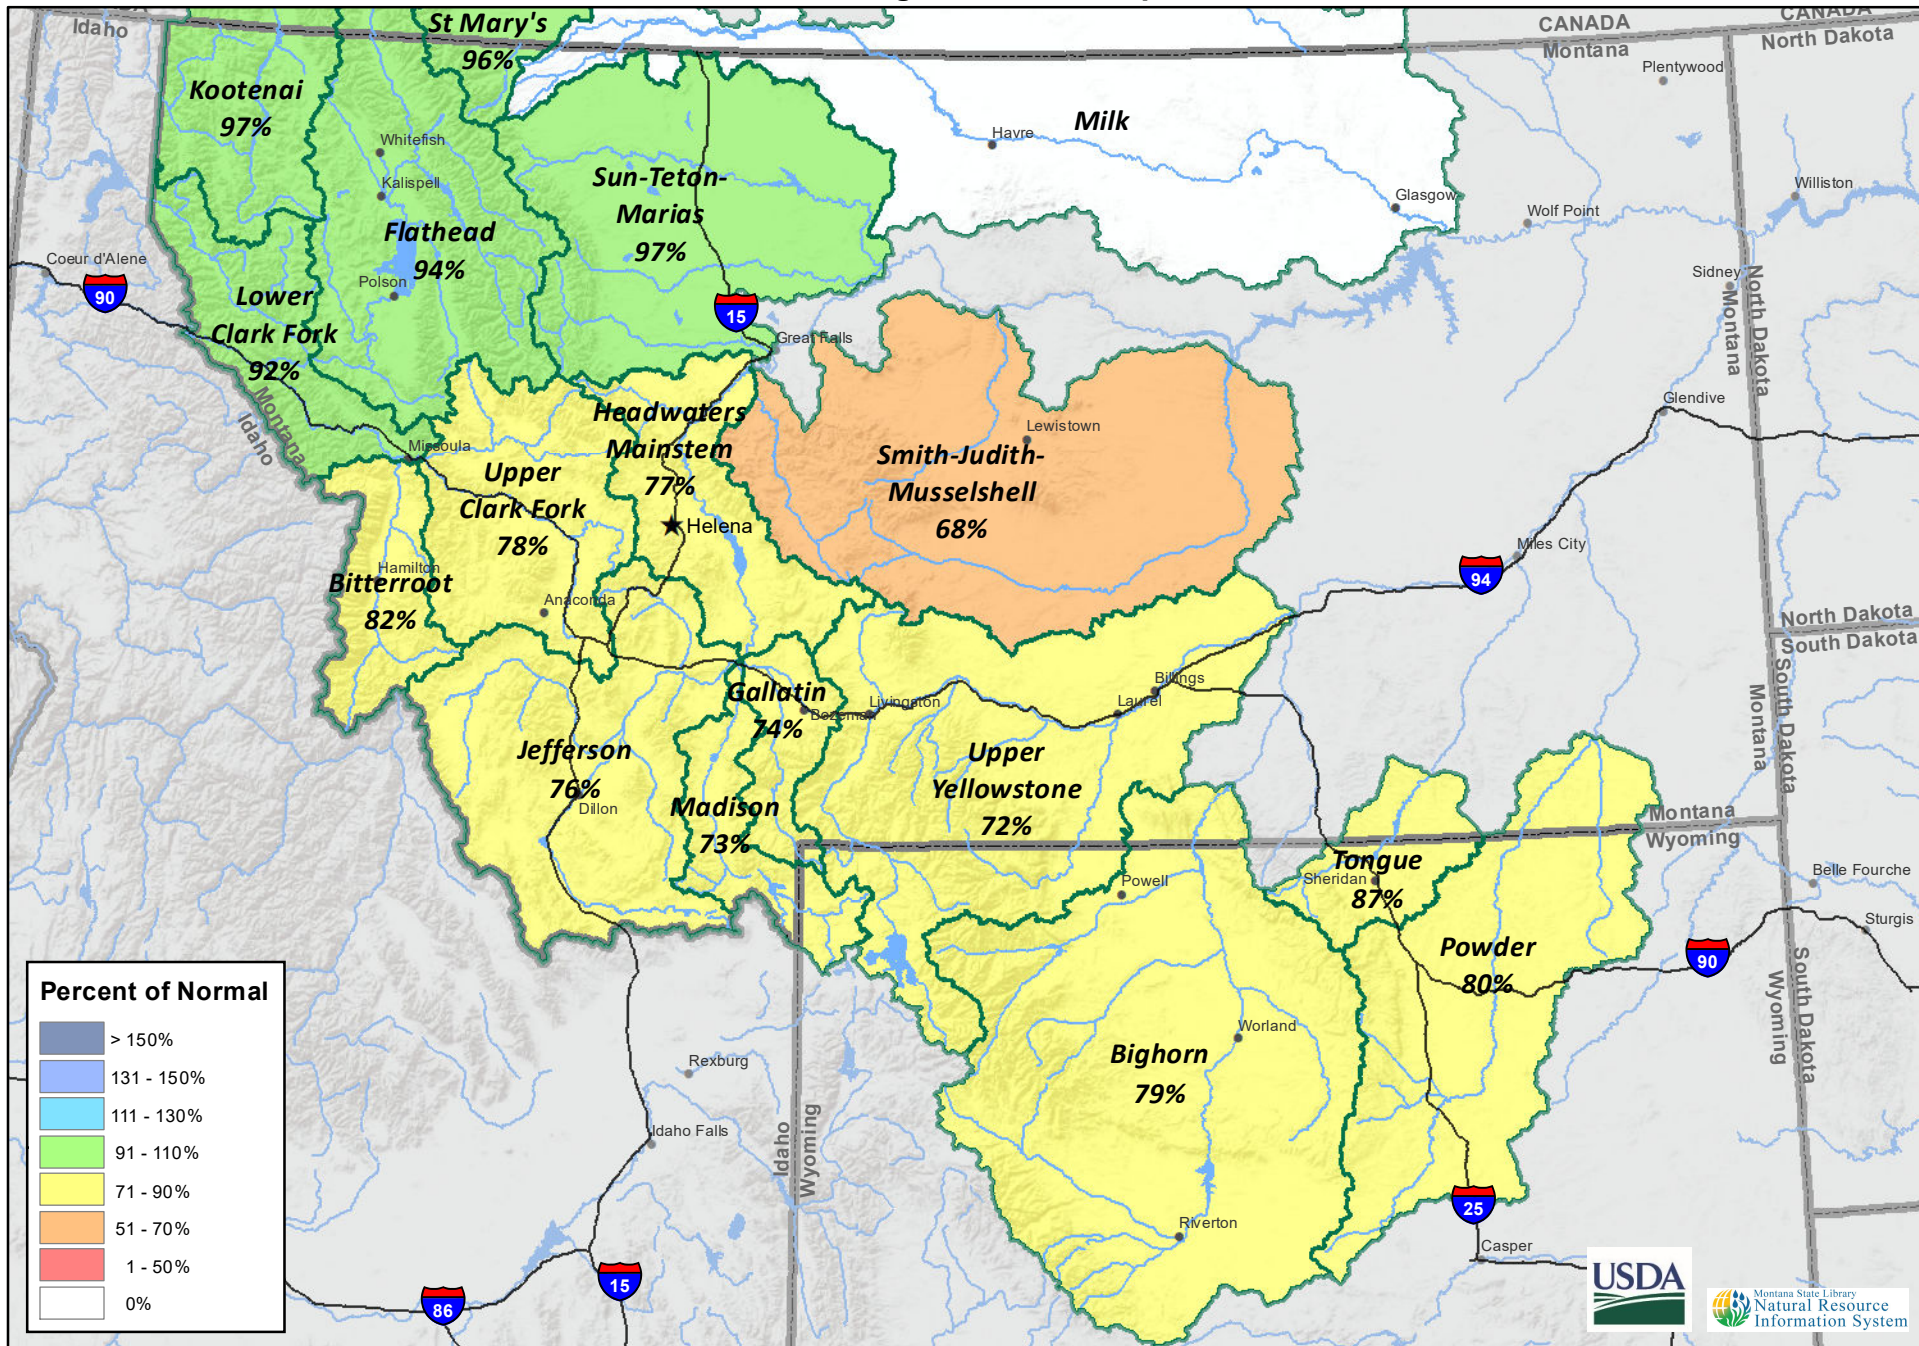 CANADA
CANADA
Idaho
Montana
North Dakota
St Mary's
96%
Plentywood
Kootenai
97%
Milk
Havre
Whitefish
Kalispell
Sun-Teton-
Marias
97%
Glasgow
Williston
Wolf Point
Flathead
94%
Coeur d'Alene
90
Polson
Sidney
North Dakota
Montana
Lower
Clark Fork
92%
15
Great Falls
Montana
Idaho
Headwaters
Mainstem
77%
Glendive
Lewistown
Missoula
Smith-Judith-
Musselshell
68%
Upper
Clark Fork
78%
Helena
Miles City
94
Hamilton
Bitterroot
82%
Anaconda
North Dakota
South Dakota
South Dakota
Montana
Gallatin
74%
Bozeman
Livingston
Billings
Laurel
Jefferson
76%
Dillon
Upper
Yellowstone
72%
Madison
73%
Montana
Wyoming
Tongue
87%
Sheridan
Powell
Belle Fourche
Sturgis
Powder
80%
90
South Dakota
Wyoming
Worland
Bighorn
79%
Rexburg
Idaho Falls
Idaho
Wyoming
Riverton
25
Casper
15
86
Percent of Normal
> 150%
131 - 150%
111 - 130%
91 - 110%
71 - 90%
51 - 70%
1 - 50%
0%
USDA
Montana State Library
Natural Resource
Information System